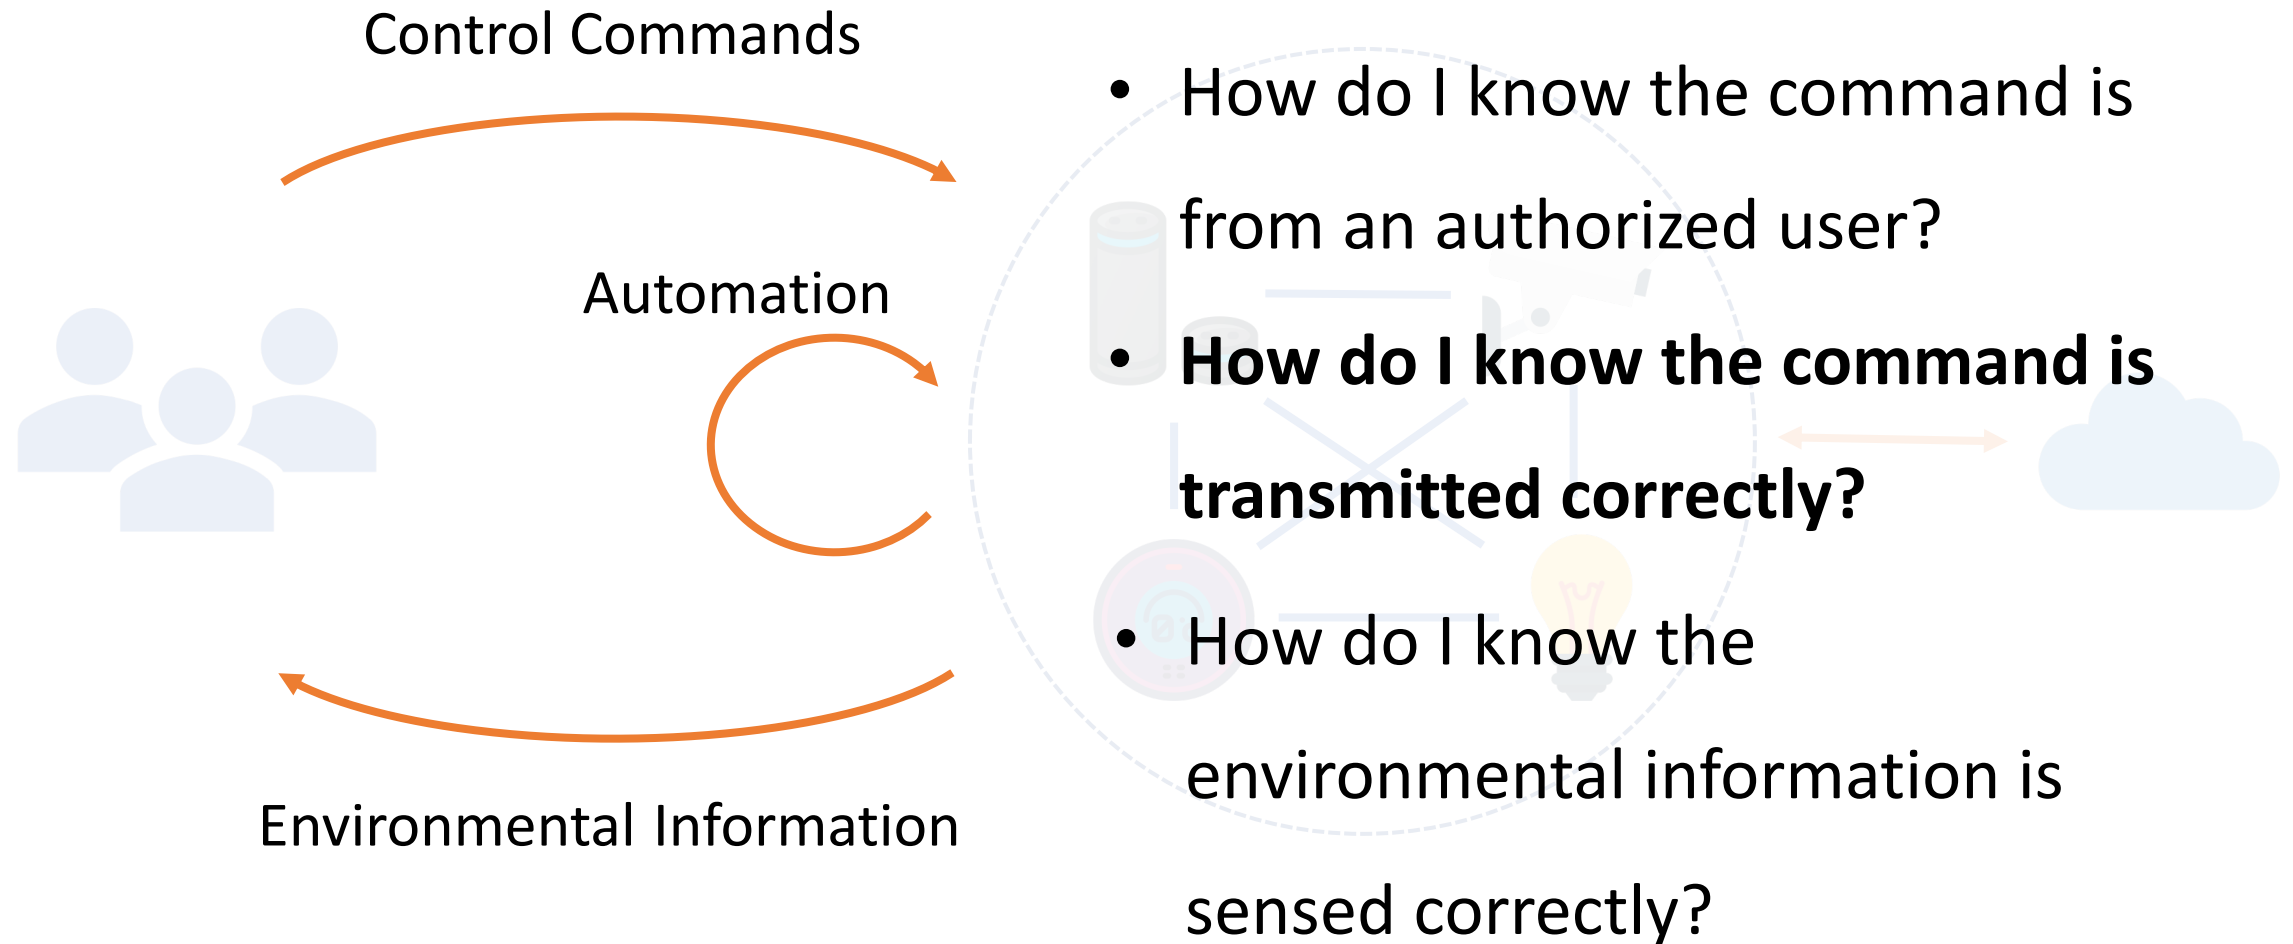 Control Commands
Automation
Environmental Information
• How do I know the command is
from an authorized user?
• How do I know the command is
transmitted correctly?
• How do I know the
environmental information is
sensed correctly?